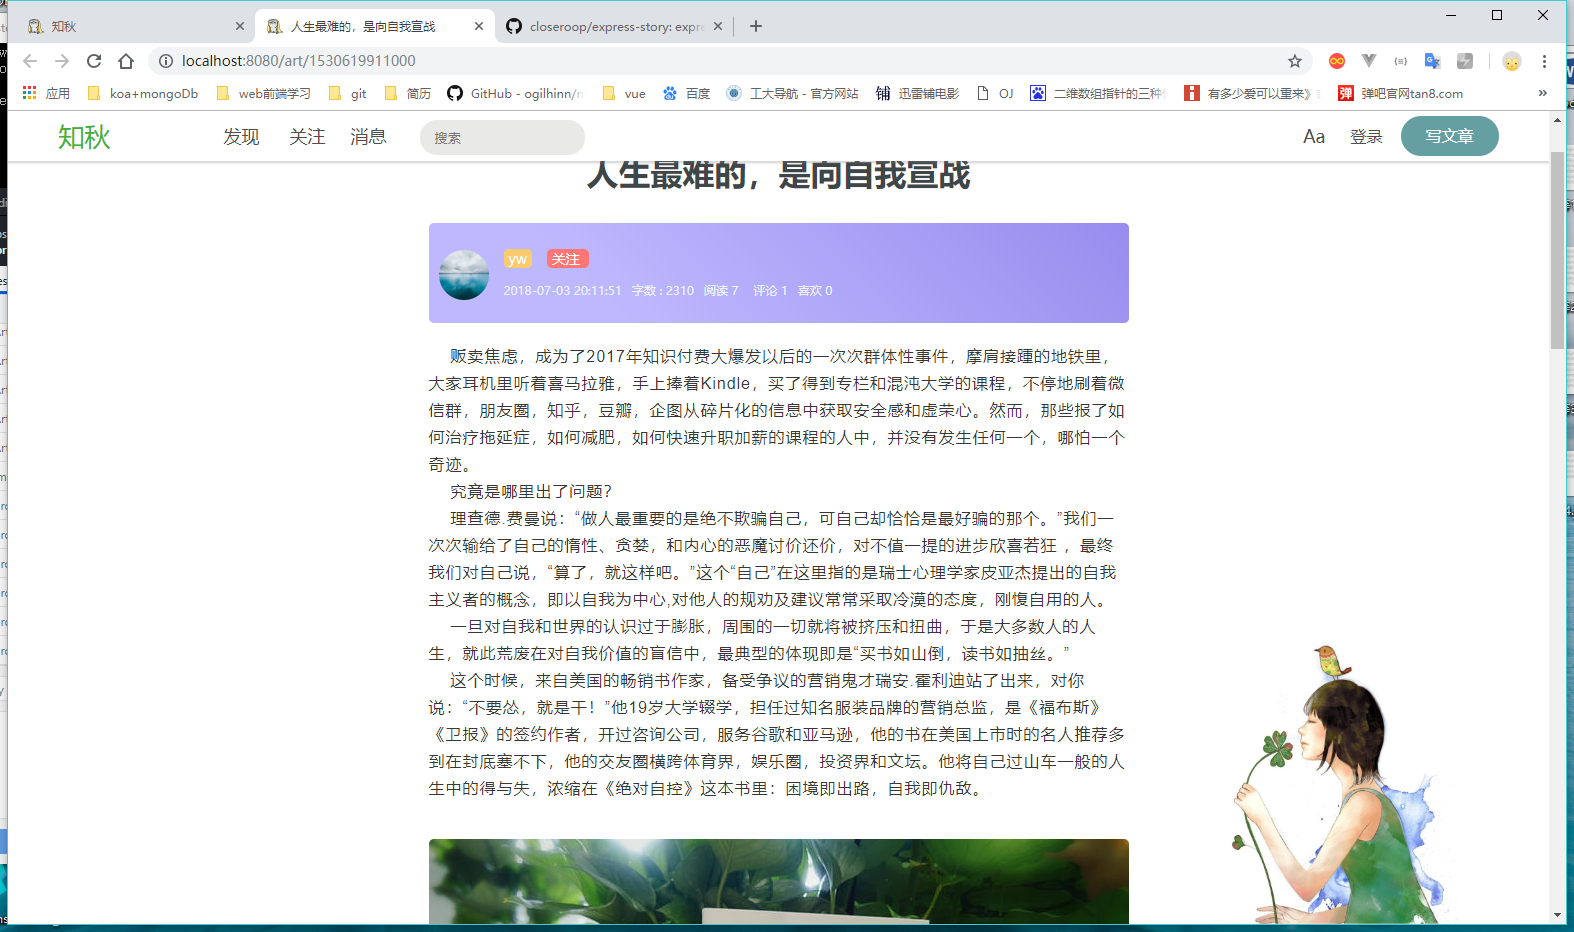 知秋
人生最难的，是向自我宣战
closeroop/express-story: expre
localhost:8080/art/1530619911000
应用 koa+mongoDb web前端学习 git 简历 GitHub - ogilhinn/n vue 百度 工大导航 - 官方网站 迅雷铺电影 OJ 二维数组指针的三种 有多少爱可以重来》 弹吧官网tan8.com
知秋 发现 关注 消息 搜索 Aa 登录 写文章
人生最难的，是向自我宣战
yw 关注
2018-07-03 20:11:51 字数 : 2310 阅读 7 评论 1 喜欢 0
贩卖焦虑，成为了2017年知识付费大爆发以后的一次次群体性事件，摩肩接踵的地铁里，
大家耳机里听着喜马拉雅，手上捧着Kindle，买了得到专栏和混沌大学的课程，不停地刷着微
信群，朋友圈，知乎，豆瓣，企图从碎片化的信息中获取安全感和虚荣心。然而，那些报了如
何治疗拖延症，如何减肥，如何快速升职加薪的课程的人中，并没有发生任何一个，哪怕一个
奇迹。
究竟是哪里出了问题？
理查德.费曼说：“做人最重要的是绝不欺骗自己，可自己却恰恰是最好骗的那个。”我们一
次次输给了自己的惰性、贪婪，和内心的恶魔讨价还价，对不值一提的进步欣喜若狂 ，最终
我们对自己说，“算了，就这样吧。”这个“自己”在这里指的是瑞士心理学家皮亚杰提出的自我
主义者的概念，即以自我为中心,对他人的规劝及建议常常采取冷漠的态度，刚愎自用的人。
一旦对自我和世界的认识过于膨胀，周围的一切就将被挤压和扭曲，于是大多数人的人
生，就此荒废在对自我价值的盲信中，最典型的体现即是“买书如山倒，读书如抽丝。”
这个时候，来自美国的畅销书作家，备受争议的营销鬼才瑞安.霍利迪站了出来，对你
说：“不要怂，就是干！”他19岁大学辍学，担任过知名服装品牌的营销总监，是《福布斯》
《卫报》的签约作者，开过咨询公司，服务谷歌和亚马逊，他的书在美国上市时的名人推荐多
到在封底塞不下，他的交友圈横跨体育界，娱乐圈，投资界和文坛。他将自己过山车一般的人
生中的得与失，浓缩在《绝对自控》这本书里：困境即出路，自我即仇敌。